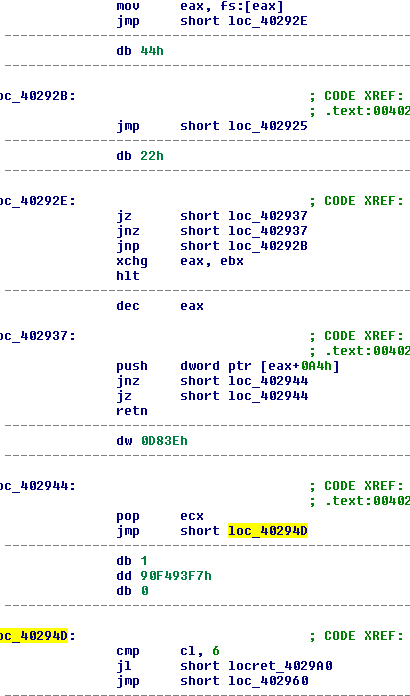 mov eax, fs:[eax]
jmp short loc_40292E
db 44h
oc_40292B: ; CODE XREF:
; .text:00402
jmp short loc_402925
db 22h
oc_40292E: ; CODE XREF:
jz short loc_402937
jnz short loc_402937
jnp short loc_40292B
xchg eax, ebx
hlt
dec eax
oc_402937: ; CODE XREF:
; .text:00402
push dword ptr [eax+0A4h]
jnz short loc_402944
jz short loc_402944
retn
dw 0D83Eh
oc_402944: ; CODE XREF:
; .text:00402
pop ecx
jmp short loc_40294D
db 1
dd 90F493F7h
db 0
oc_40294D: ; CODE XREF:
cmp cl, 6
jl short locret_4029A0
jmp short loc_402960